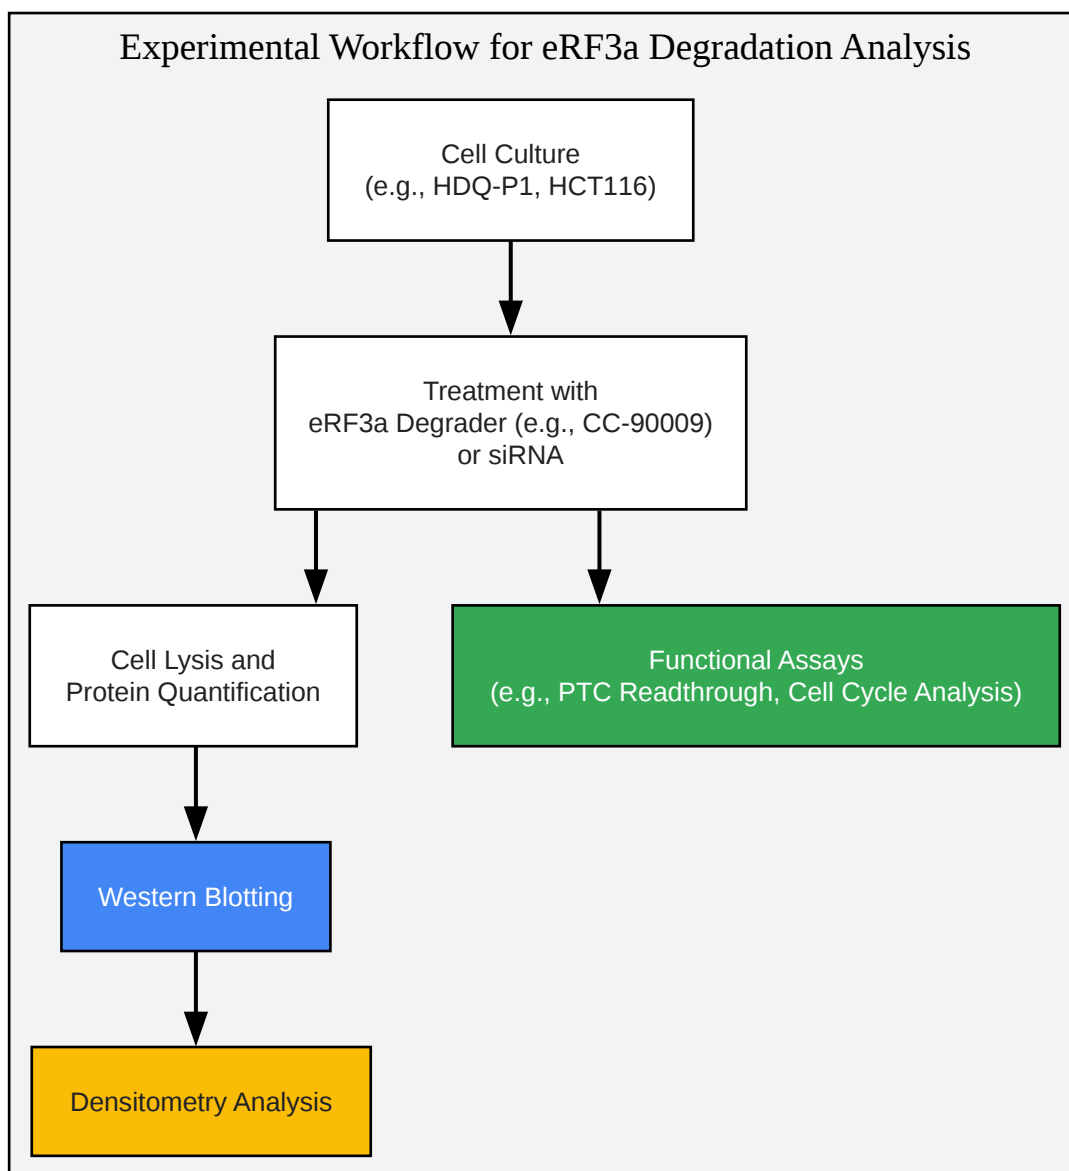 Experimental Workflow for eRF3a Degradation Analysis
Cell Culture
(e.g., HDQ-P1, HCT116)
Treatment with
eRF3a Degrader (e.g., CC-90009)
or siRNA
Cell Lysis and
Protein Quantification
Functional Assays
(e.g., PTC Readthrough, Cell Cycle Analysis)
Western Blotting
Densitometry Analysis